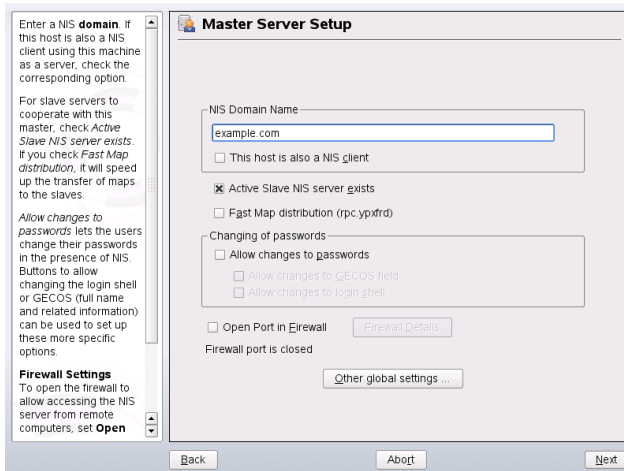 Enter a NIS domain. If
this host is also a NIS
client using this machine
as a server, check the
corresponding option.
For slave servers to
cooperate with this
master, check Active
Slave NIS server exists.
If you check Fast Map
distribution, it will speed
up the transfer of maps
to the slaves.
Allow changes to
passwords lets the users
change their passwords
in the presence of NIS.
Buttons to allow
changing the login shell
or GECOS (full name
and related information)
can be used to set up
these more specific
options.
Firewall Settings
To open the firewall to
allow accessing the NIS
server from remote
computers, set Open
Master Server Setup
NIS Domain Name
example.com
This host is also a NIS client
Active Slave NIS server exists
Fast Map distribution (rpc.ypxfrd)
Changing of passwords
Allow changes to passwords
Allow changes to GECOS field
Allow changes to login shell
Open Port in Firewall
Firewall Details
Firewall port is closed
Other global settings ...
Back
Abort
Next